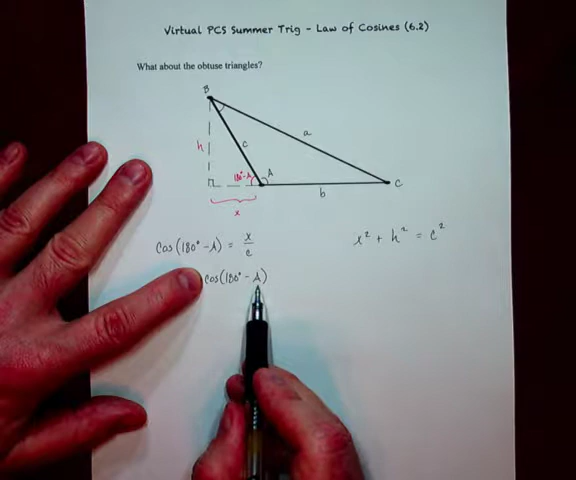 Virtual PCS Summer Trig - Law of Cosines (6.2)
What about the obtuse triangles?
B
a
h
c
180° - A
A
C
b
x
cos(180° - A) = x/c
x² + h² = c²
cos(180° - A)